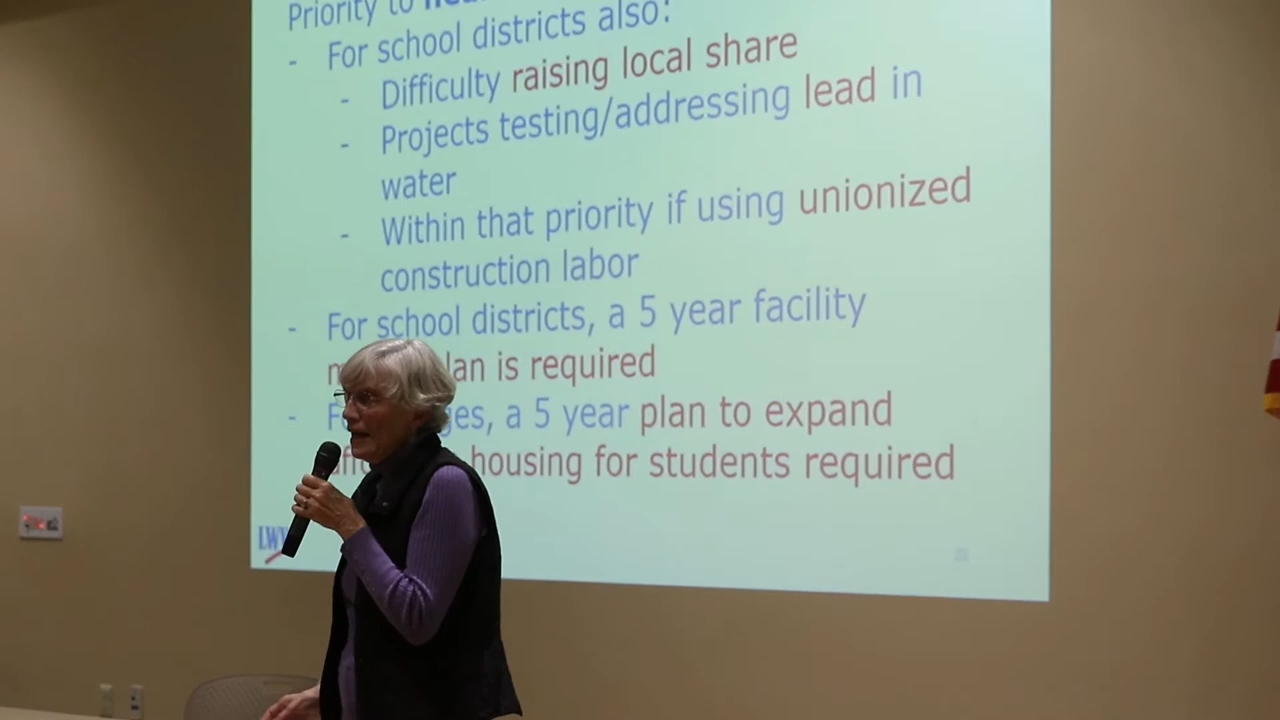 Priority to
- For school districts also:
- Difficulty raising local share
- Projects testing/addressing lead in
water
- Within that priority if using unionized
construction labor
- For school districts, a 5 year facility
plan is required
- a 5 year plan to expand
housing for students required
LWV